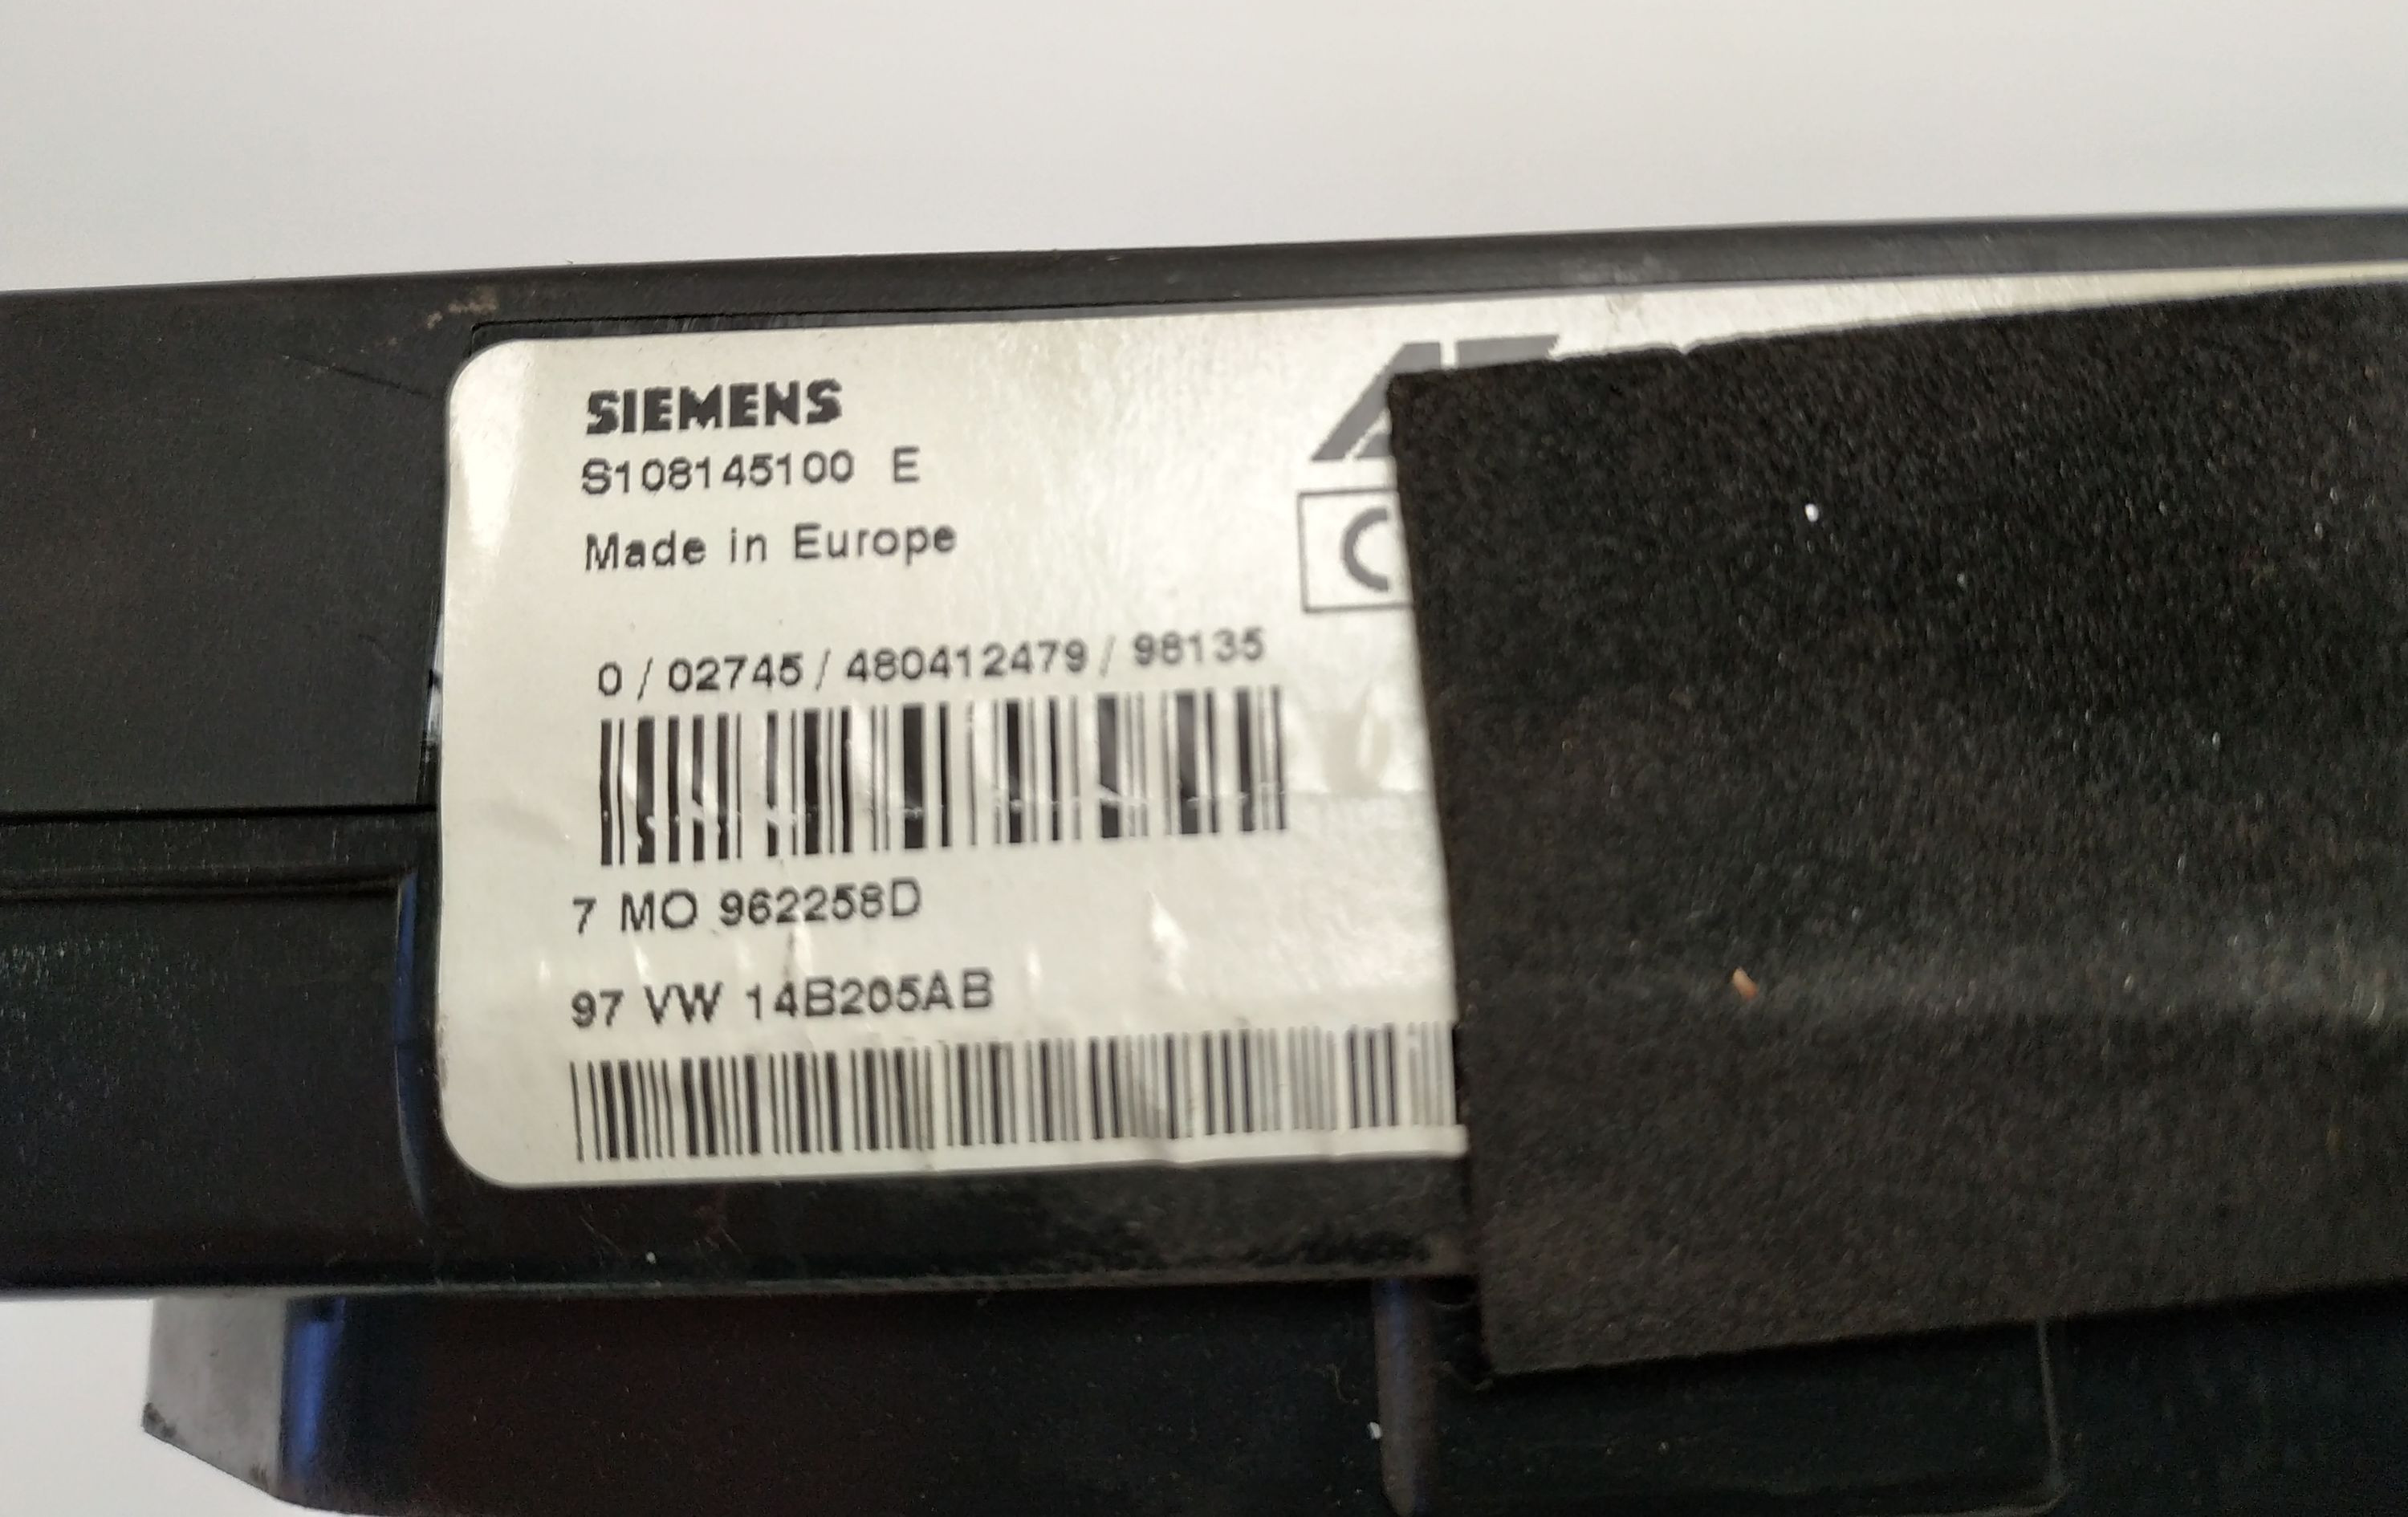 SIEMENS
S108145100 E
Made in Europe
0 / 02745 / 480412479 / 98135
7 MO 962258D
97 VW 14B205AB